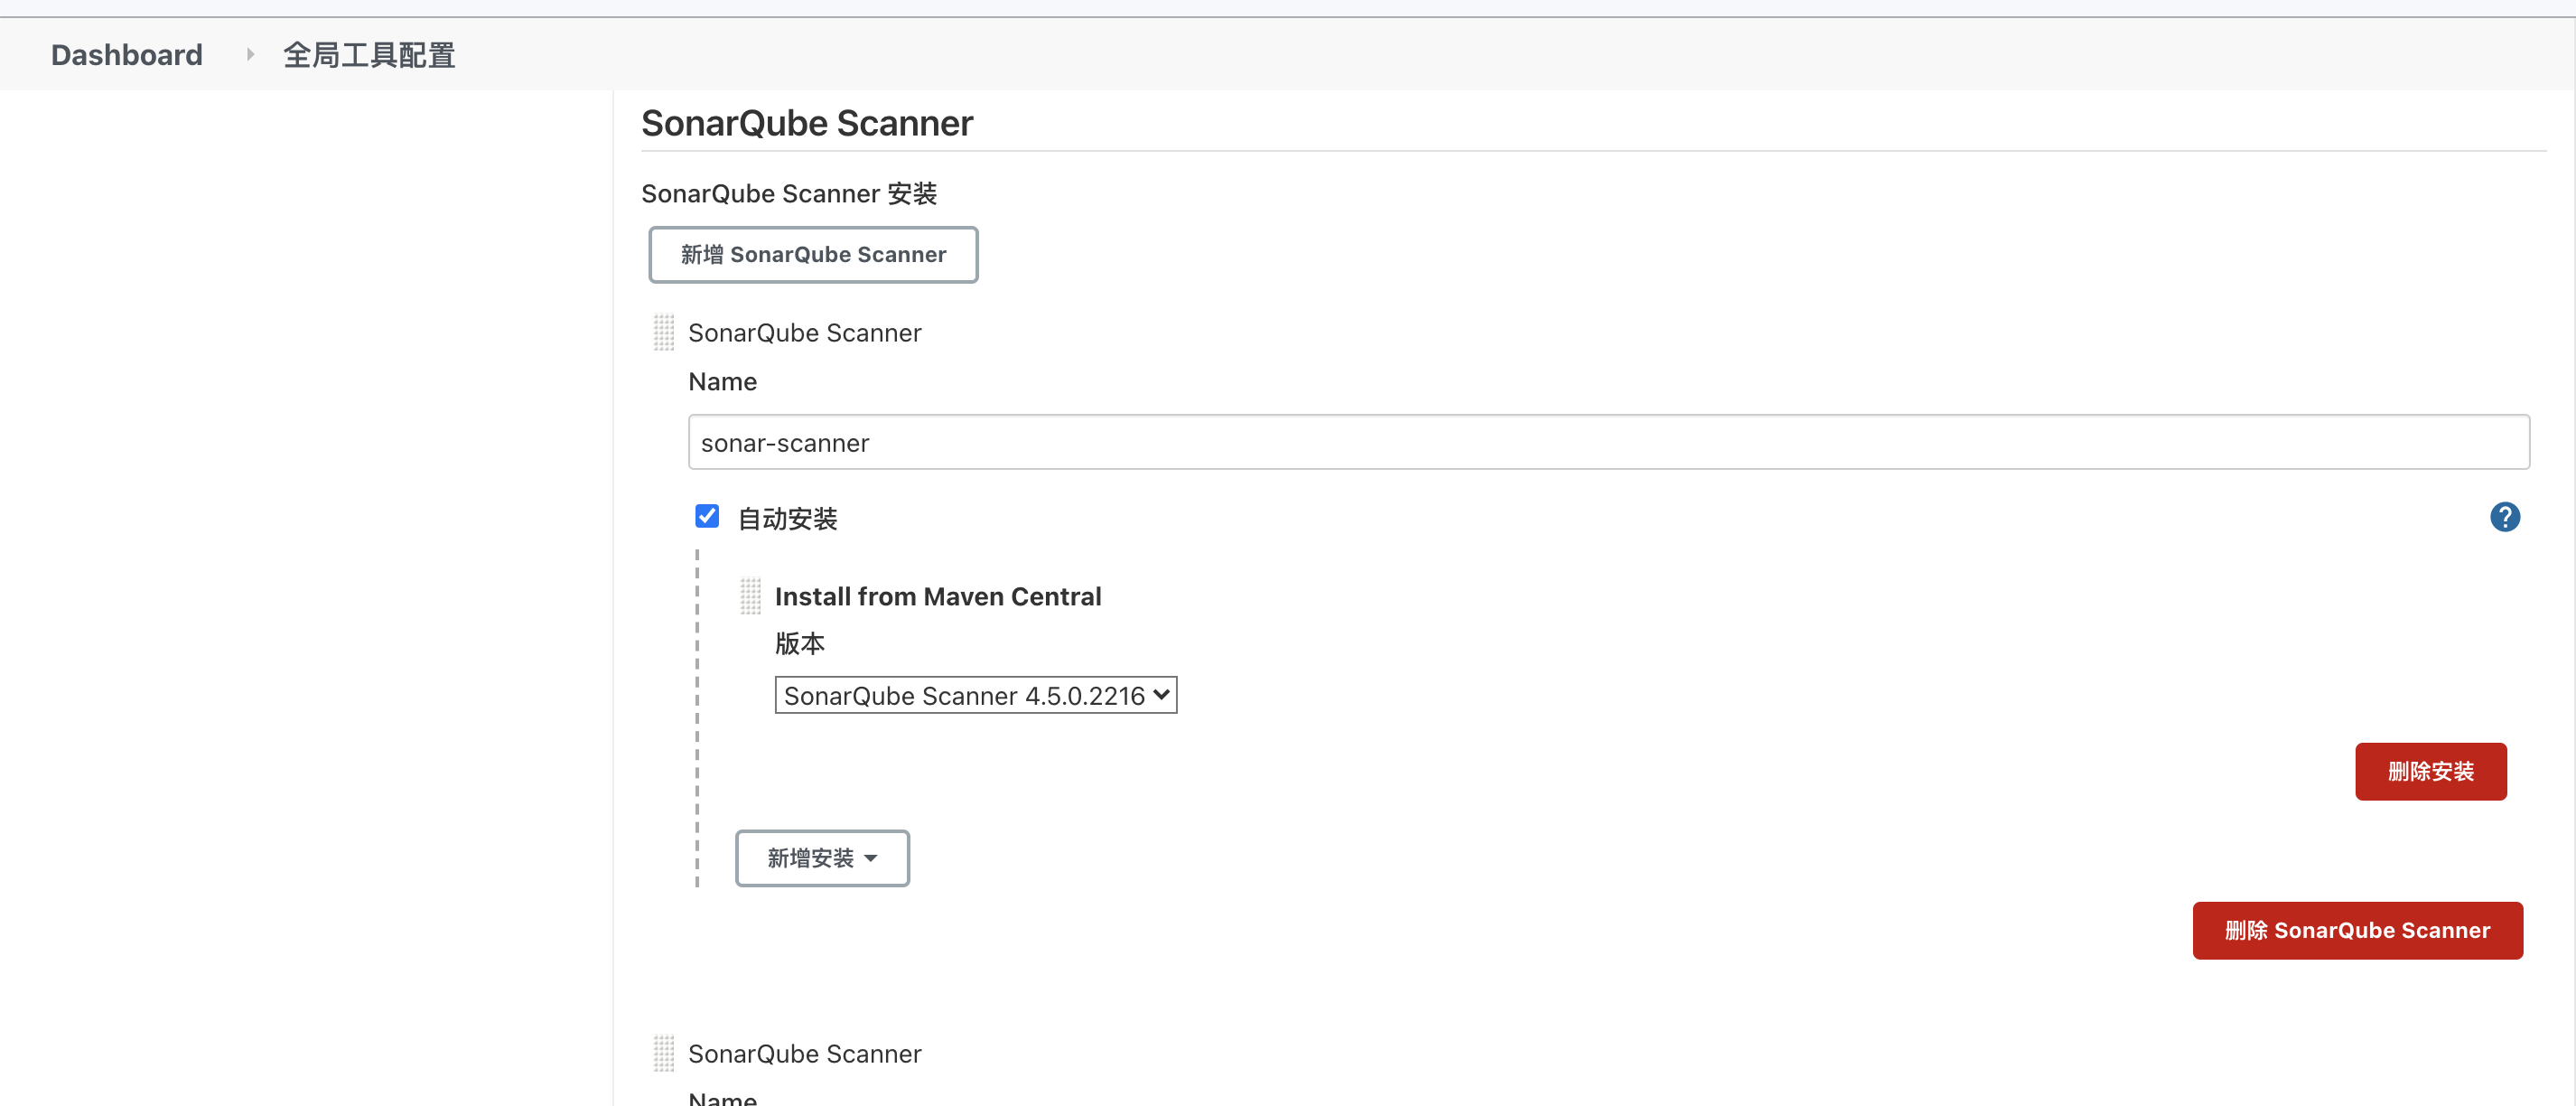 Dashboard 全局工具配置
SonarQube Scanner
SonarQube Scanner 安装
新增 SonarQube Scanner
SonarQube Scanner
Name
sonar-scanner
自动安装
?
Install from Maven Central
版本
SonarQube Scanner 4.5.0.2216
删除安装
新增安装
删除 SonarQube Scanner
SonarQube Scanner
Name